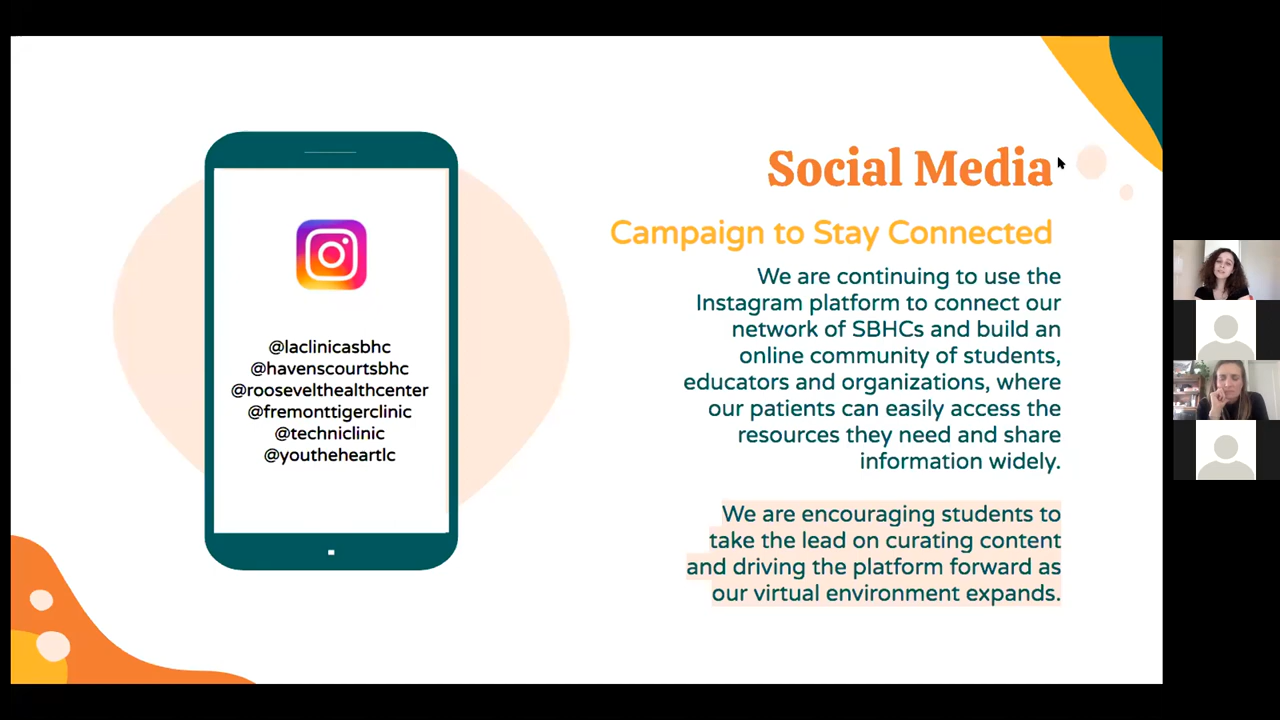 Social Media
Campaign to Stay Connected
We are continuing to use the
Instagram platform to connect our
network of SBHCs and build an
online community of students,
educators and organizations, where
our patients can easily access the
resources they need and share
information widely.
We are encouraging students to
take the lead on curating content
and driving the platform forward as
our virtual environment expands.
@laclinicasbhc
@havenscourtsbhc
@roosevelthealthcenter
@fremonttigerclinic
@techniclinic
@youtheheartlc